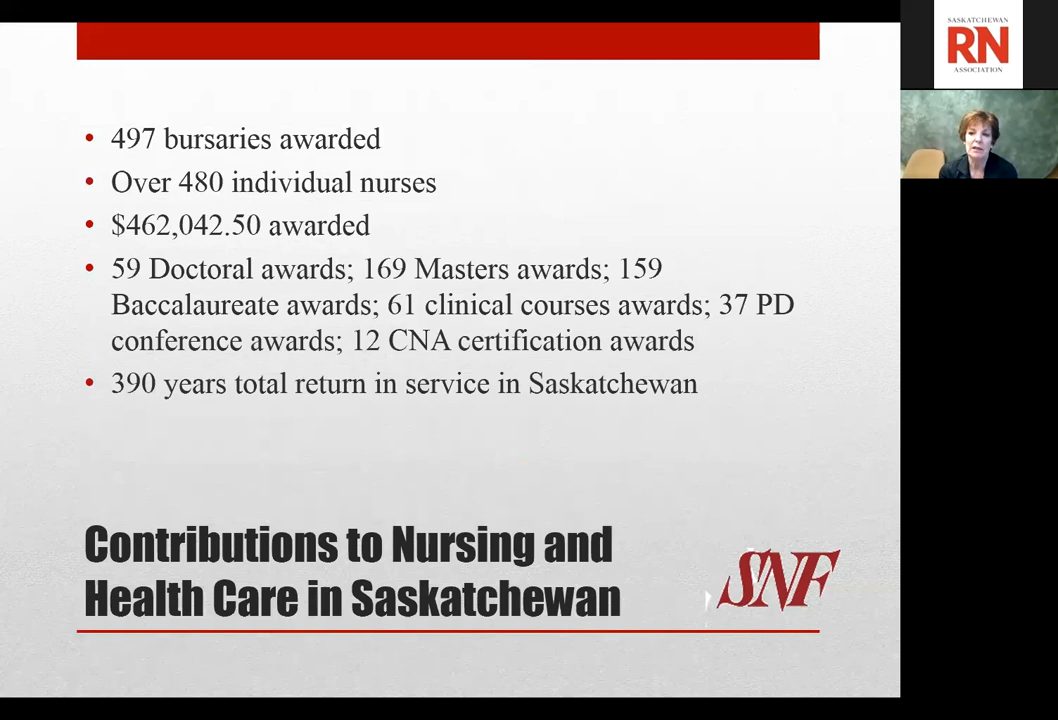 SASKATCHEWAN
RN
ASSOCIATION
• 497 bursaries awarded
• Over 480 individual nurses
• $462,042.50 awarded
• 59 Doctoral awards; 169 Masters awards; 159
Baccalaureate awards; 61 clinical courses awards; 37 PD
conference awards; 12 CNA certification awards
• 390 years total return in service in Saskatchewan
Contributions to Nursing and
Health Care in Saskatchewan
SNF